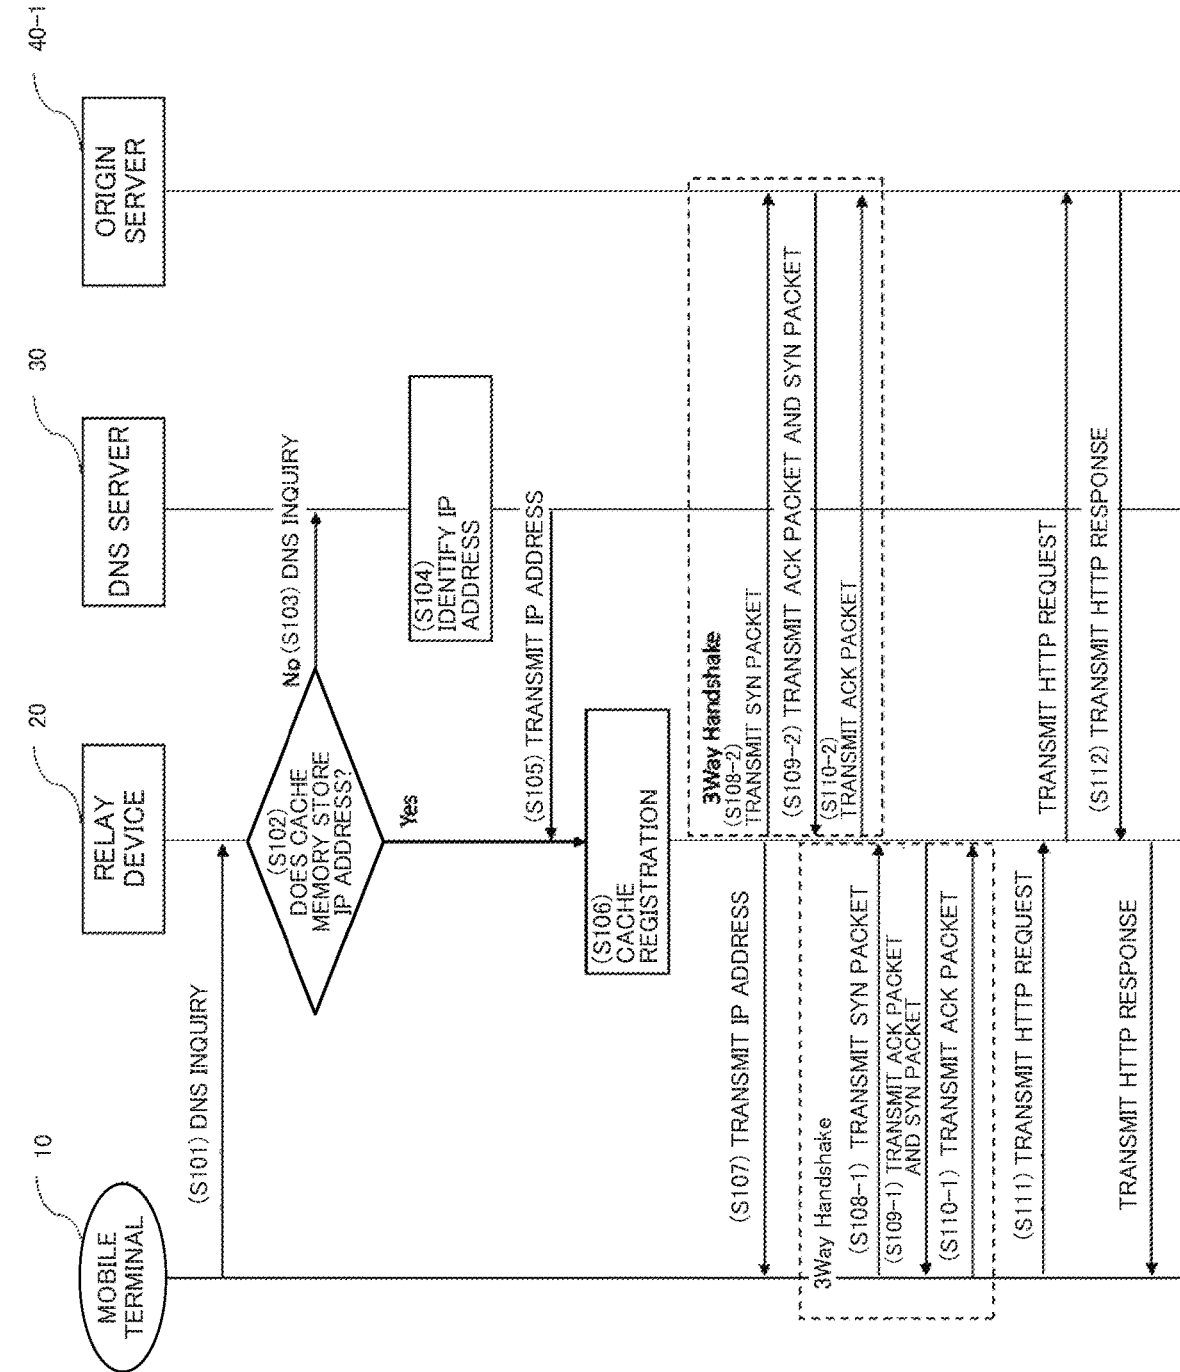 10
MOBILE
TERMINAL
20
RELAY
DEVICE
30
DNS SERVER
40-1
ORIGIN
SERVER
(S101) DNS INQUIRY
(S102)
DOES CACHE
MEMORY STORE
IP ADDRESS?
No (S103) DNS INQUIRY
Yes
(S104)
IDENTIFY IP
ADDRESS
(S105) TRANSMIT IP ADDRESS
(S106)
CACHE
REGISTRATION
(S107) TRANSMIT IP ADDRESS
3Way Handshake
(S108-2)
TRANSMIT SYN PACKET
(S109-2) TRANSMIT ACK PACKET AND SYN PACKET
(S110-2)
TRANSMIT ACK PACKET
3Way Handshake
(S108-1) TRANSMIT SYN PACKET
(S109-1) TRANSMIT ACK PACKET
AND SYN PACKET
(S110-1) TRANSMIT ACK PACKET
(S111) TRANSMIT HTTP REQUEST
TRANSMIT HTTP REQUEST
(S112) TRANSMIT HTTP RESPONSE
TRANSMIT HTTP RESPONSE